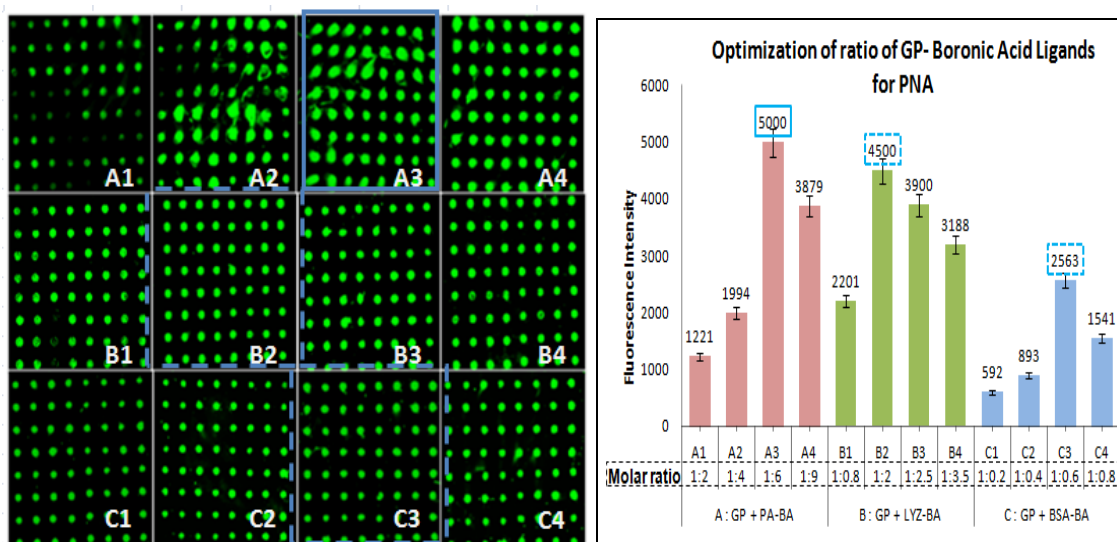 A1 A2 A3 A4
B1 B2 B3 B4
C1 C2 C3 C4
Optimization of ratio of GP- Boronic Acid Ligands
for PNA
Fluorescence Intensity
6000
5000
4000
3000
2000
1000
0
1221
1994
5000
3879
2201
4500
3900
3188
592
893
2563
1541
A1 A2 A3 A4 B1 B2 B3 B4 C1 C2 C3 C4
Molar ratio 1:2 1:4 1:6 1:9 1:0.8 1:2 1:2.5 1:3.5 1:0.2 1:0.4 1:0.6 1:0.8
A : GP + PA-BA B : GP + LYZ-BA C : GP + BSA-BA